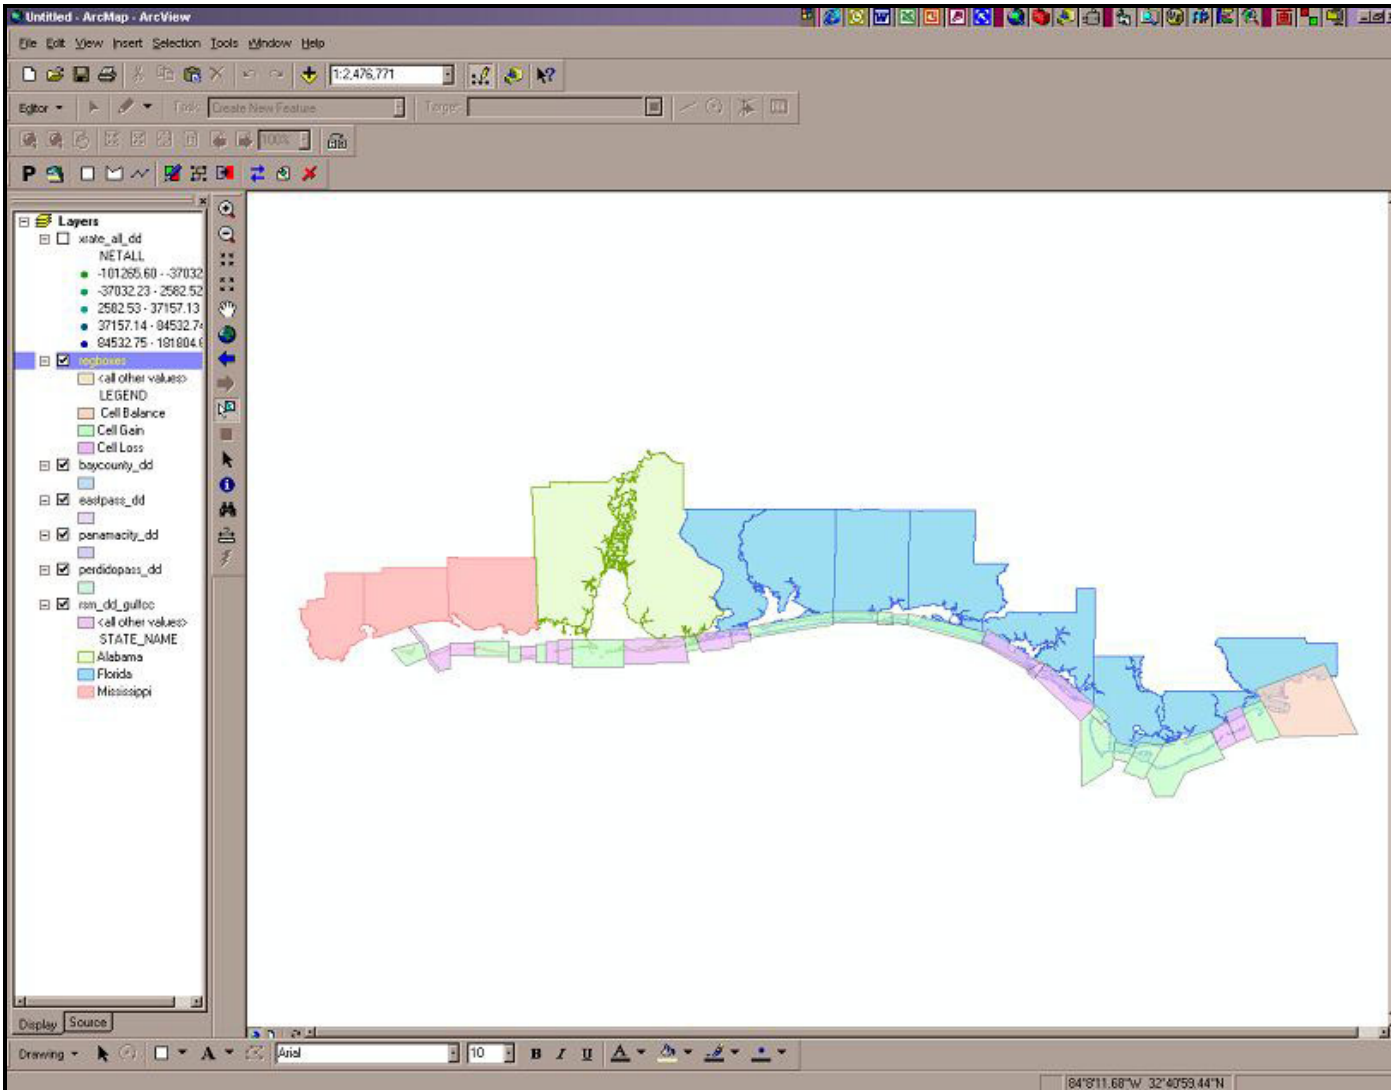 Untitled - ArcMap - ArcView
File Edit View Insert Selection Tools Window Help
1:2,476,771
Editor Task: Create New Feature Target:
100%
P
Layers
xrate_all_dd
NETALL
-101265.60 - -37032
-37032.23 - 2582.52
2582.53 - 37157.13
37157.14 - 84532.74
84532.75 - 181804.6
regboxes
<all other values>
LEGEND
Cell Balance
Cell Gain
Cell Loss
baycounty_dd
eastpass_dd
panamacity_dd
perdidopass_dd
rsm_dd_gulfcc
<all other values>
STATE_NAME
Alabama
Florida
Mississippi
Display Source
Drawing A Arial 10 B I U A
84°8'11.68"W 32°40'59.44"N